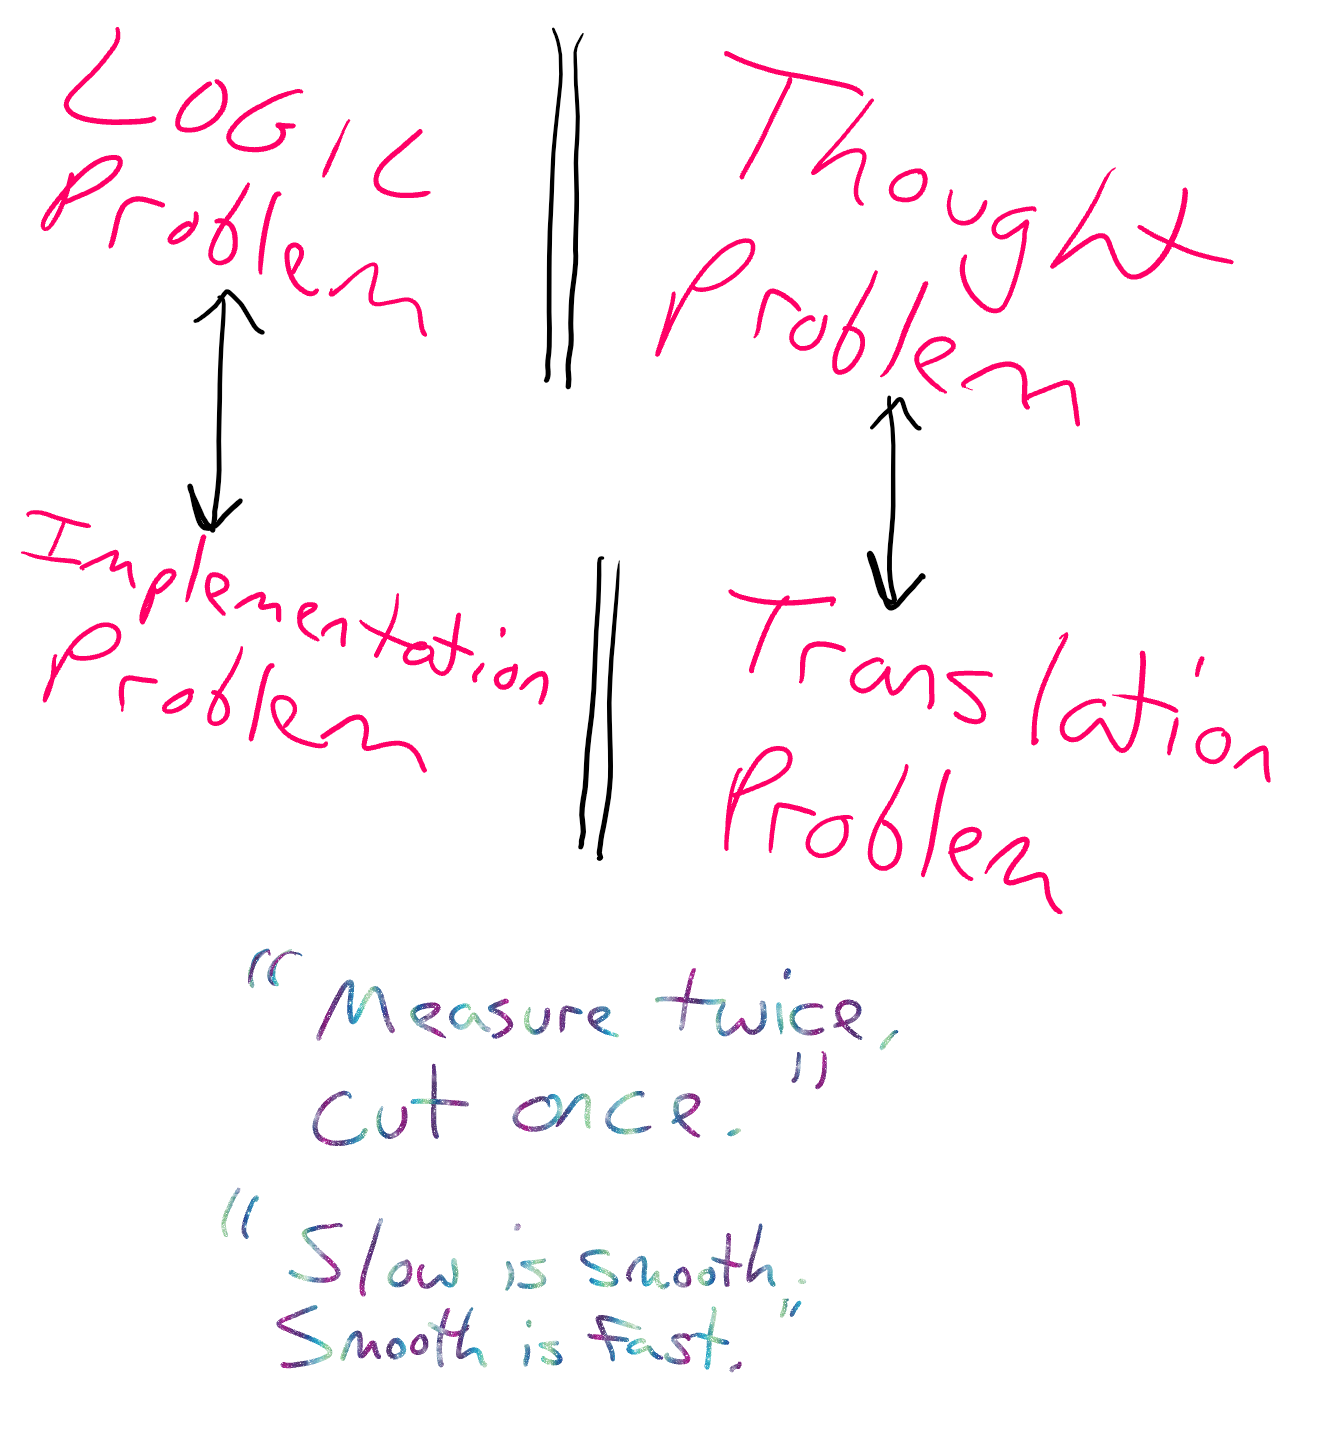 LOGIC
Problem
Thought
Problem
Implementation
Problem
Translation
Problem
"Measure twice,
cut once."
"Slow is smooth.
Smooth is fast."